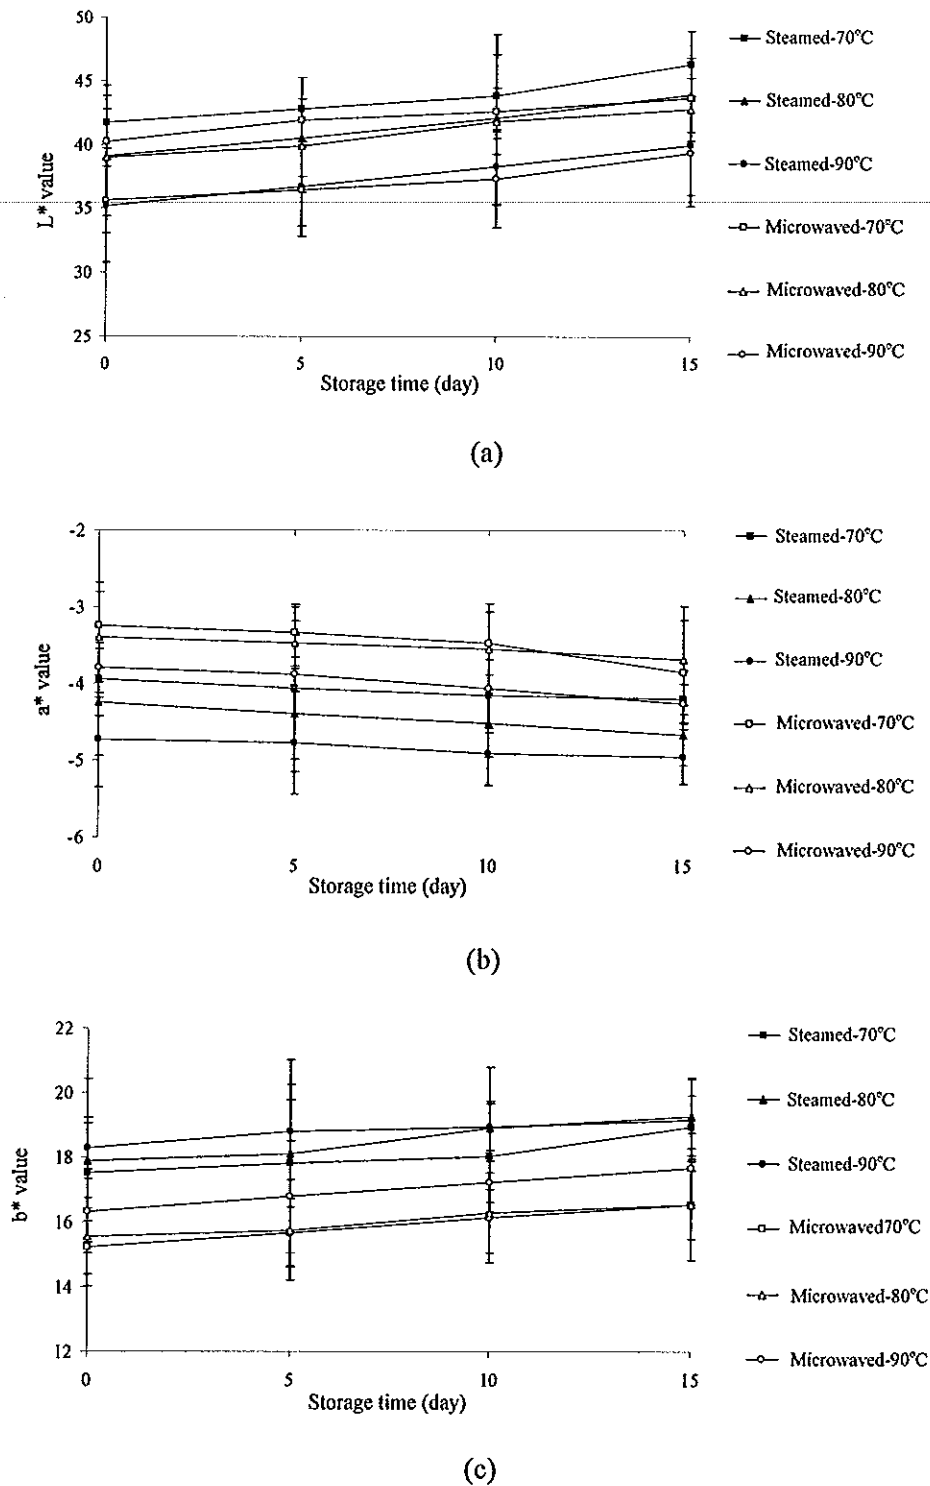 50
45
40
35
30
25
L* value
0
5
10
15
Storage time (day)
Steamed-70°C
Steamed-80°C
Steamed-90°C
Microwaved-70°C
Microwaved-80°C
Microwaved-90°C
(a)
-2
-3
-4
-5
-6
a* value
0
5
10
15
Storage time (day)
Steamed-70°C
Steamed-80°C
Steamed-90°C
Microwaved-70°C
Microwaved-80°C
Microwaved-90°C
(b)
22
20
18
16
14
12
b* value
0
5
10
15
Storage time (day)
Steamed-70°C
Steamed-80°C
Steamed-90°C
Microwaved70°C
Microwaved-80°C
Microwaved-90°C
(c)